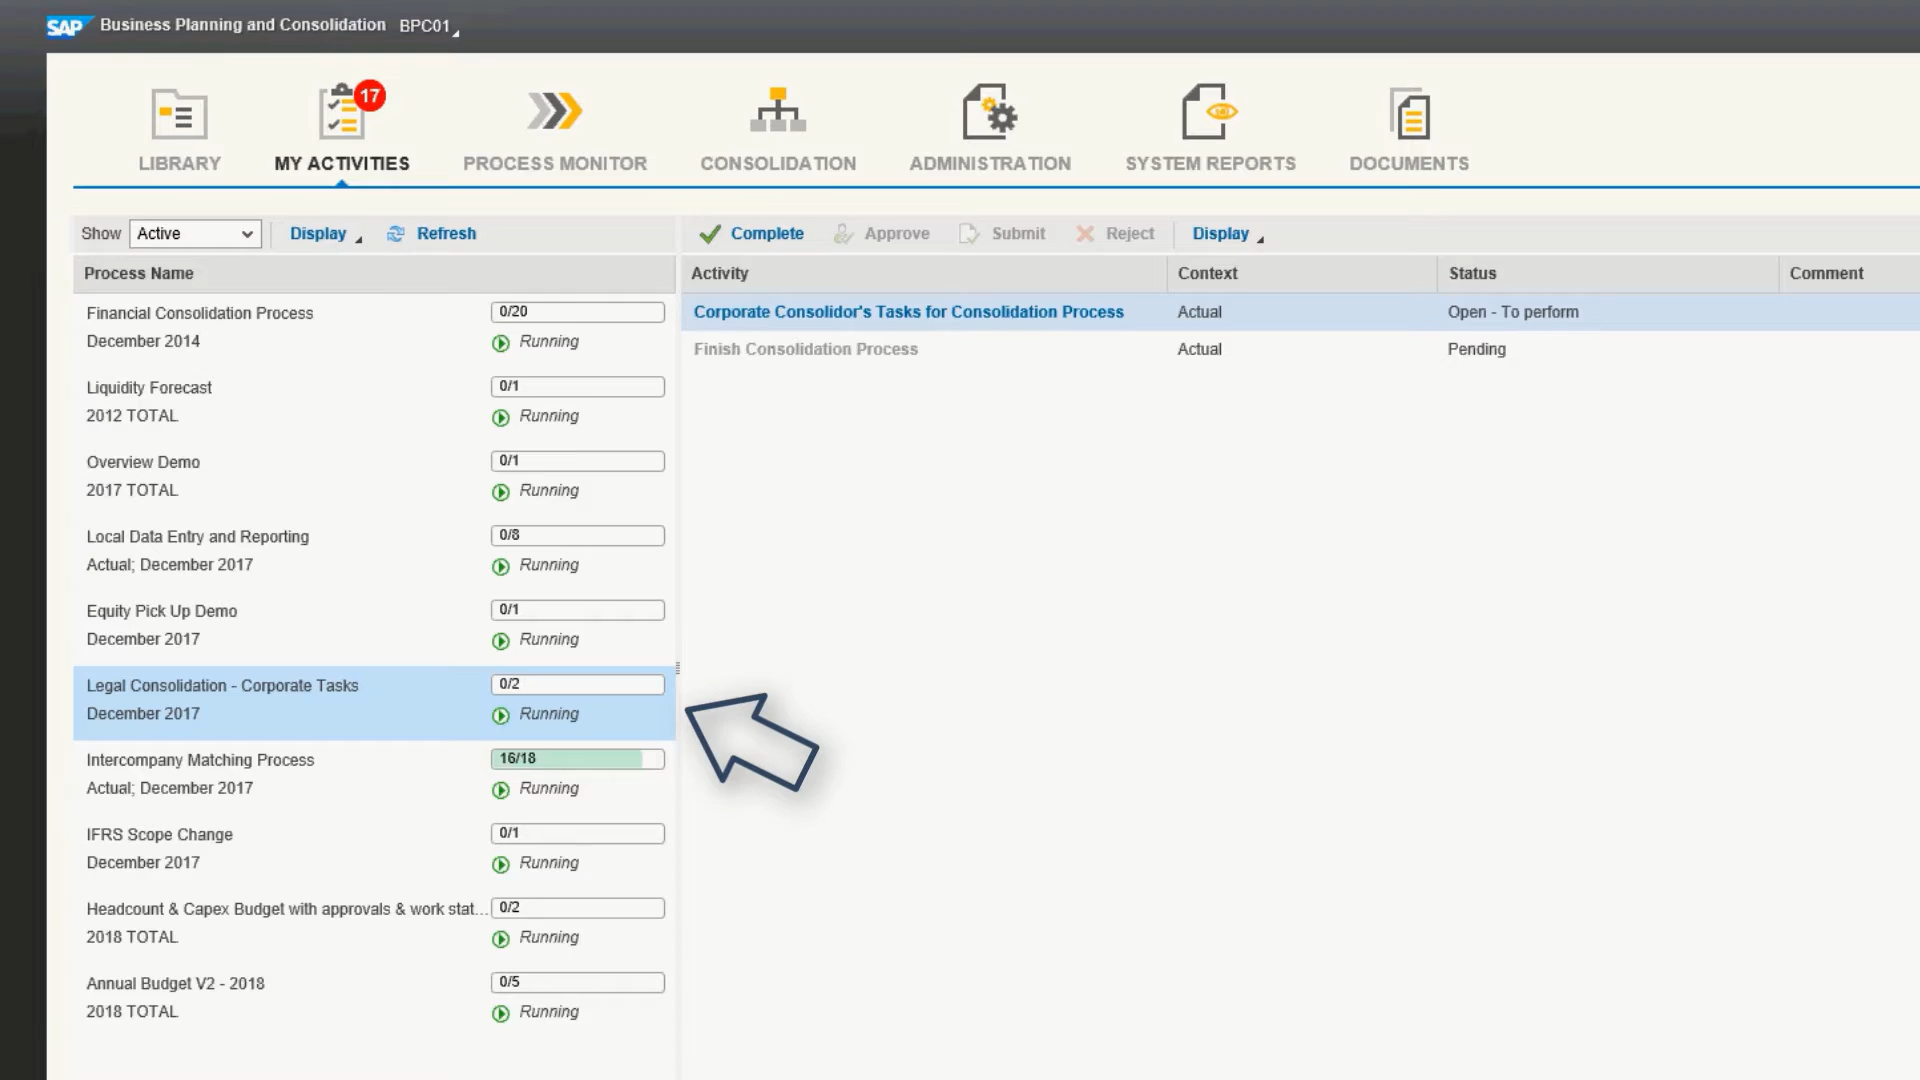 SAP Business Planning and Consolidation BPC01
17
LIBRARY MY ACTIVITIES PROCESS MONITOR CONSOLIDATION ADMINISTRATION SYSTEM REPORTS DOCUMENTS
Show Active Display Refresh Complete Approve Submit Reject Display
Process Name Activity Context Status Comment
Financial Consolidation Process 0/20 Corporate Consolidor's Tasks for Consolidation Process Actual Open - To perform
December 2014 Running Finish Consolidation Process Actual Pending
Liquidity Forecast 0/1
2012 TOTAL Running
Overview Demo 0/1
2017 TOTAL Running
Local Data Entry and Reporting 0/8
Actual; December 2017 Running
Equity Pick Up Demo 0/1
December 2017 Running
Legal Consolidation - Corporate Tasks 0/2
December 2017 Running
Intercompany Matching Process 16/18
Actual; December 2017 Running
IFRS Scope Change 0/1
December 2017 Running
Headcount & Capex Budget with approvals & work stat... 0/2
2018 TOTAL Running
Annual Budget V2 - 2018 0/5
2018 TOTAL Running